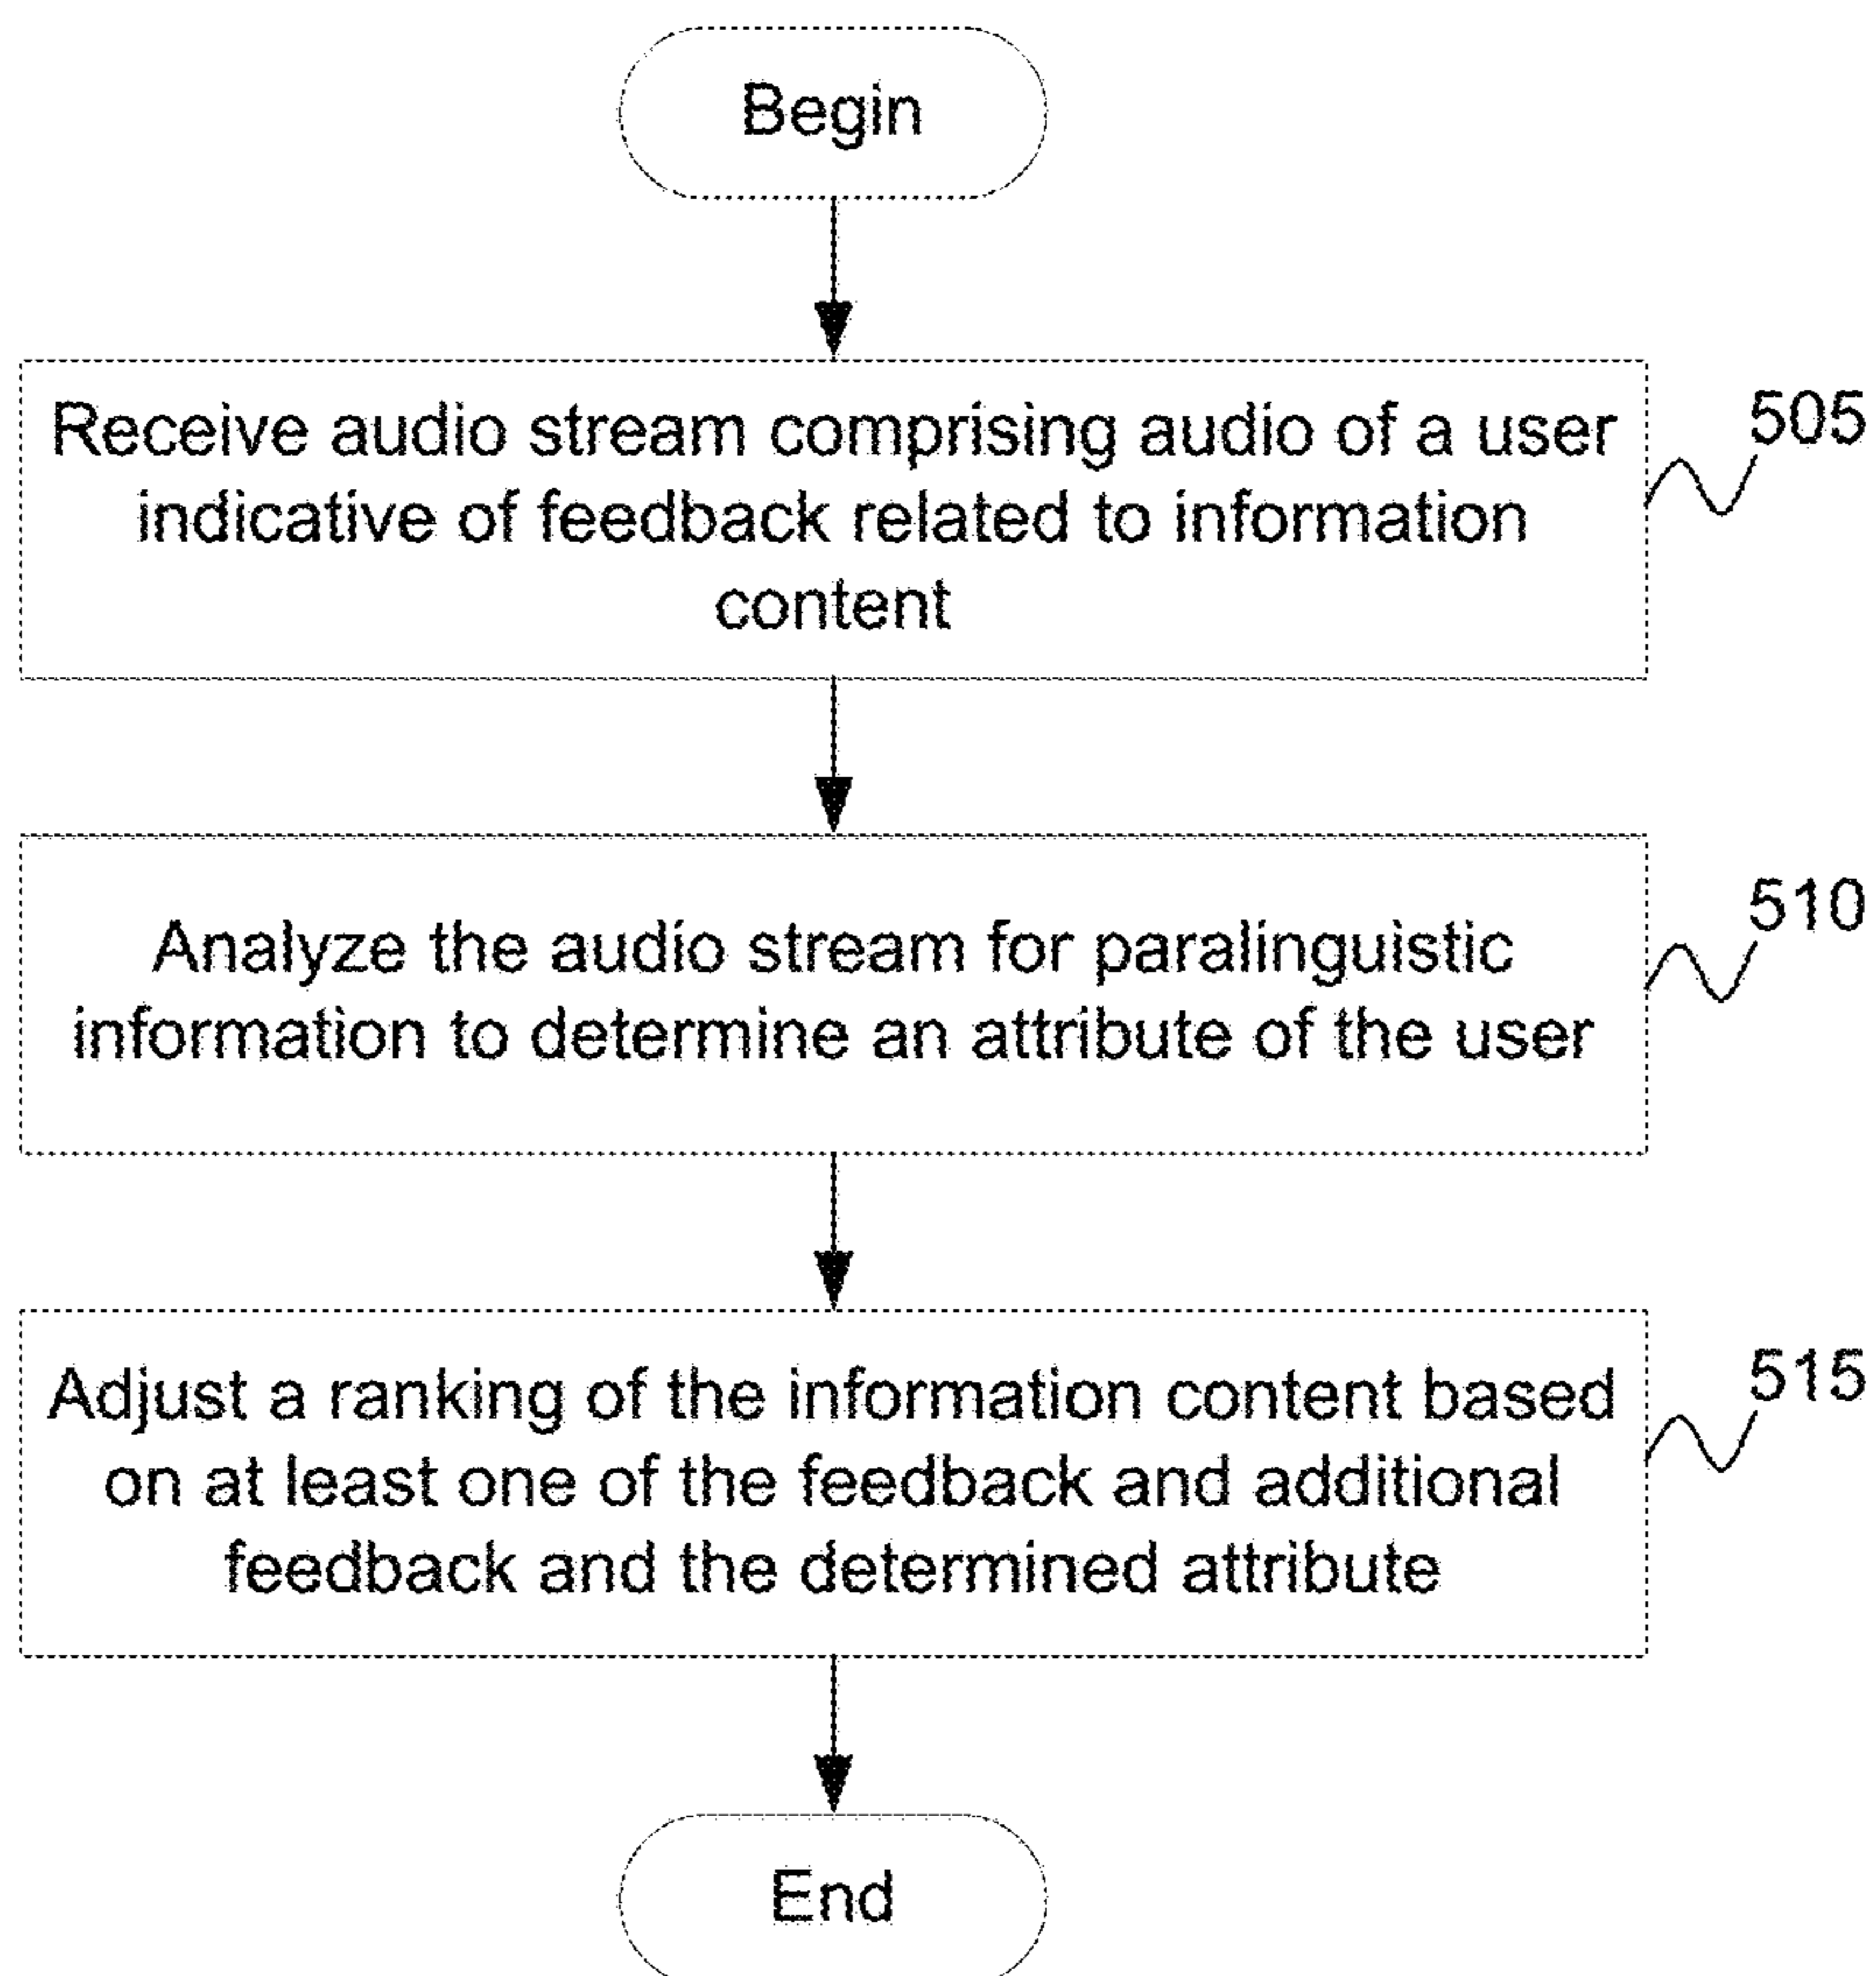 Begin
Receive audio stream comprising audio of a user
indicative of feedback related to information
content
505
Analyze the audio stream for paralinguistic
information to determine an attribute of the user
510
Adjust a ranking of the information content based
on at least one of the feedback and additional
feedback and the determined attribute
515
End